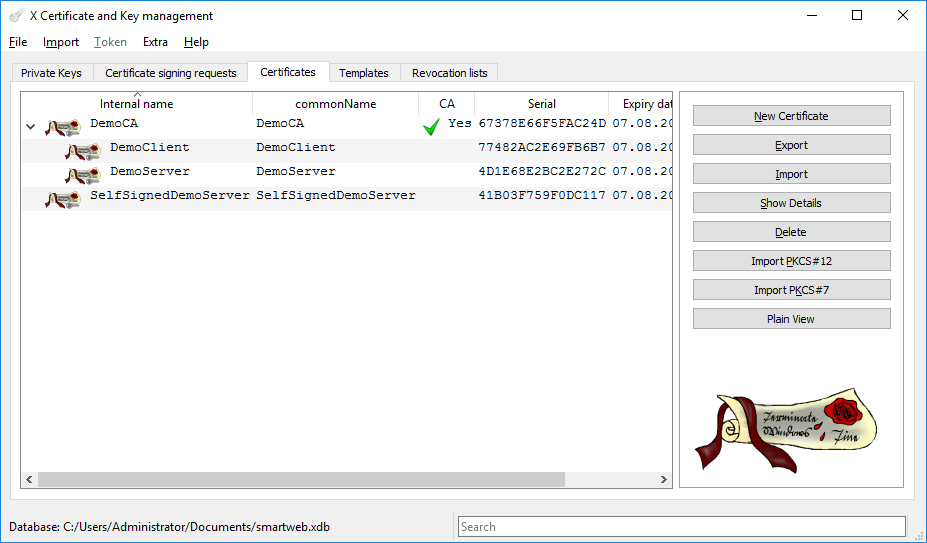 X Certificate and Key management
File Import Token Extra Help
Private Keys Certificate signing requests Certificates Templates Revocation lists
Internal name commonName CA Serial Expiry dat
DemoCA DemoCA Yes 67378E66F5FAC24D 07.08.20
DemoClient DemoClient 77482AC2E69FB6B7 07.08.20
DemoServer DemoServer 4D1E68E2BC2E272C 07.08.20
SelfSignedDemoServer SelfSignedDemoServer 41B03F759F0DC117 07.08.20
New Certificate
Export
Import
Show Details
Delete
Import PKCS#12
Import PKCS#7
Plain View
Terminate
Windows Fine
Database: C:/Users/Administrator/Documents/smartweb.xdb
Search